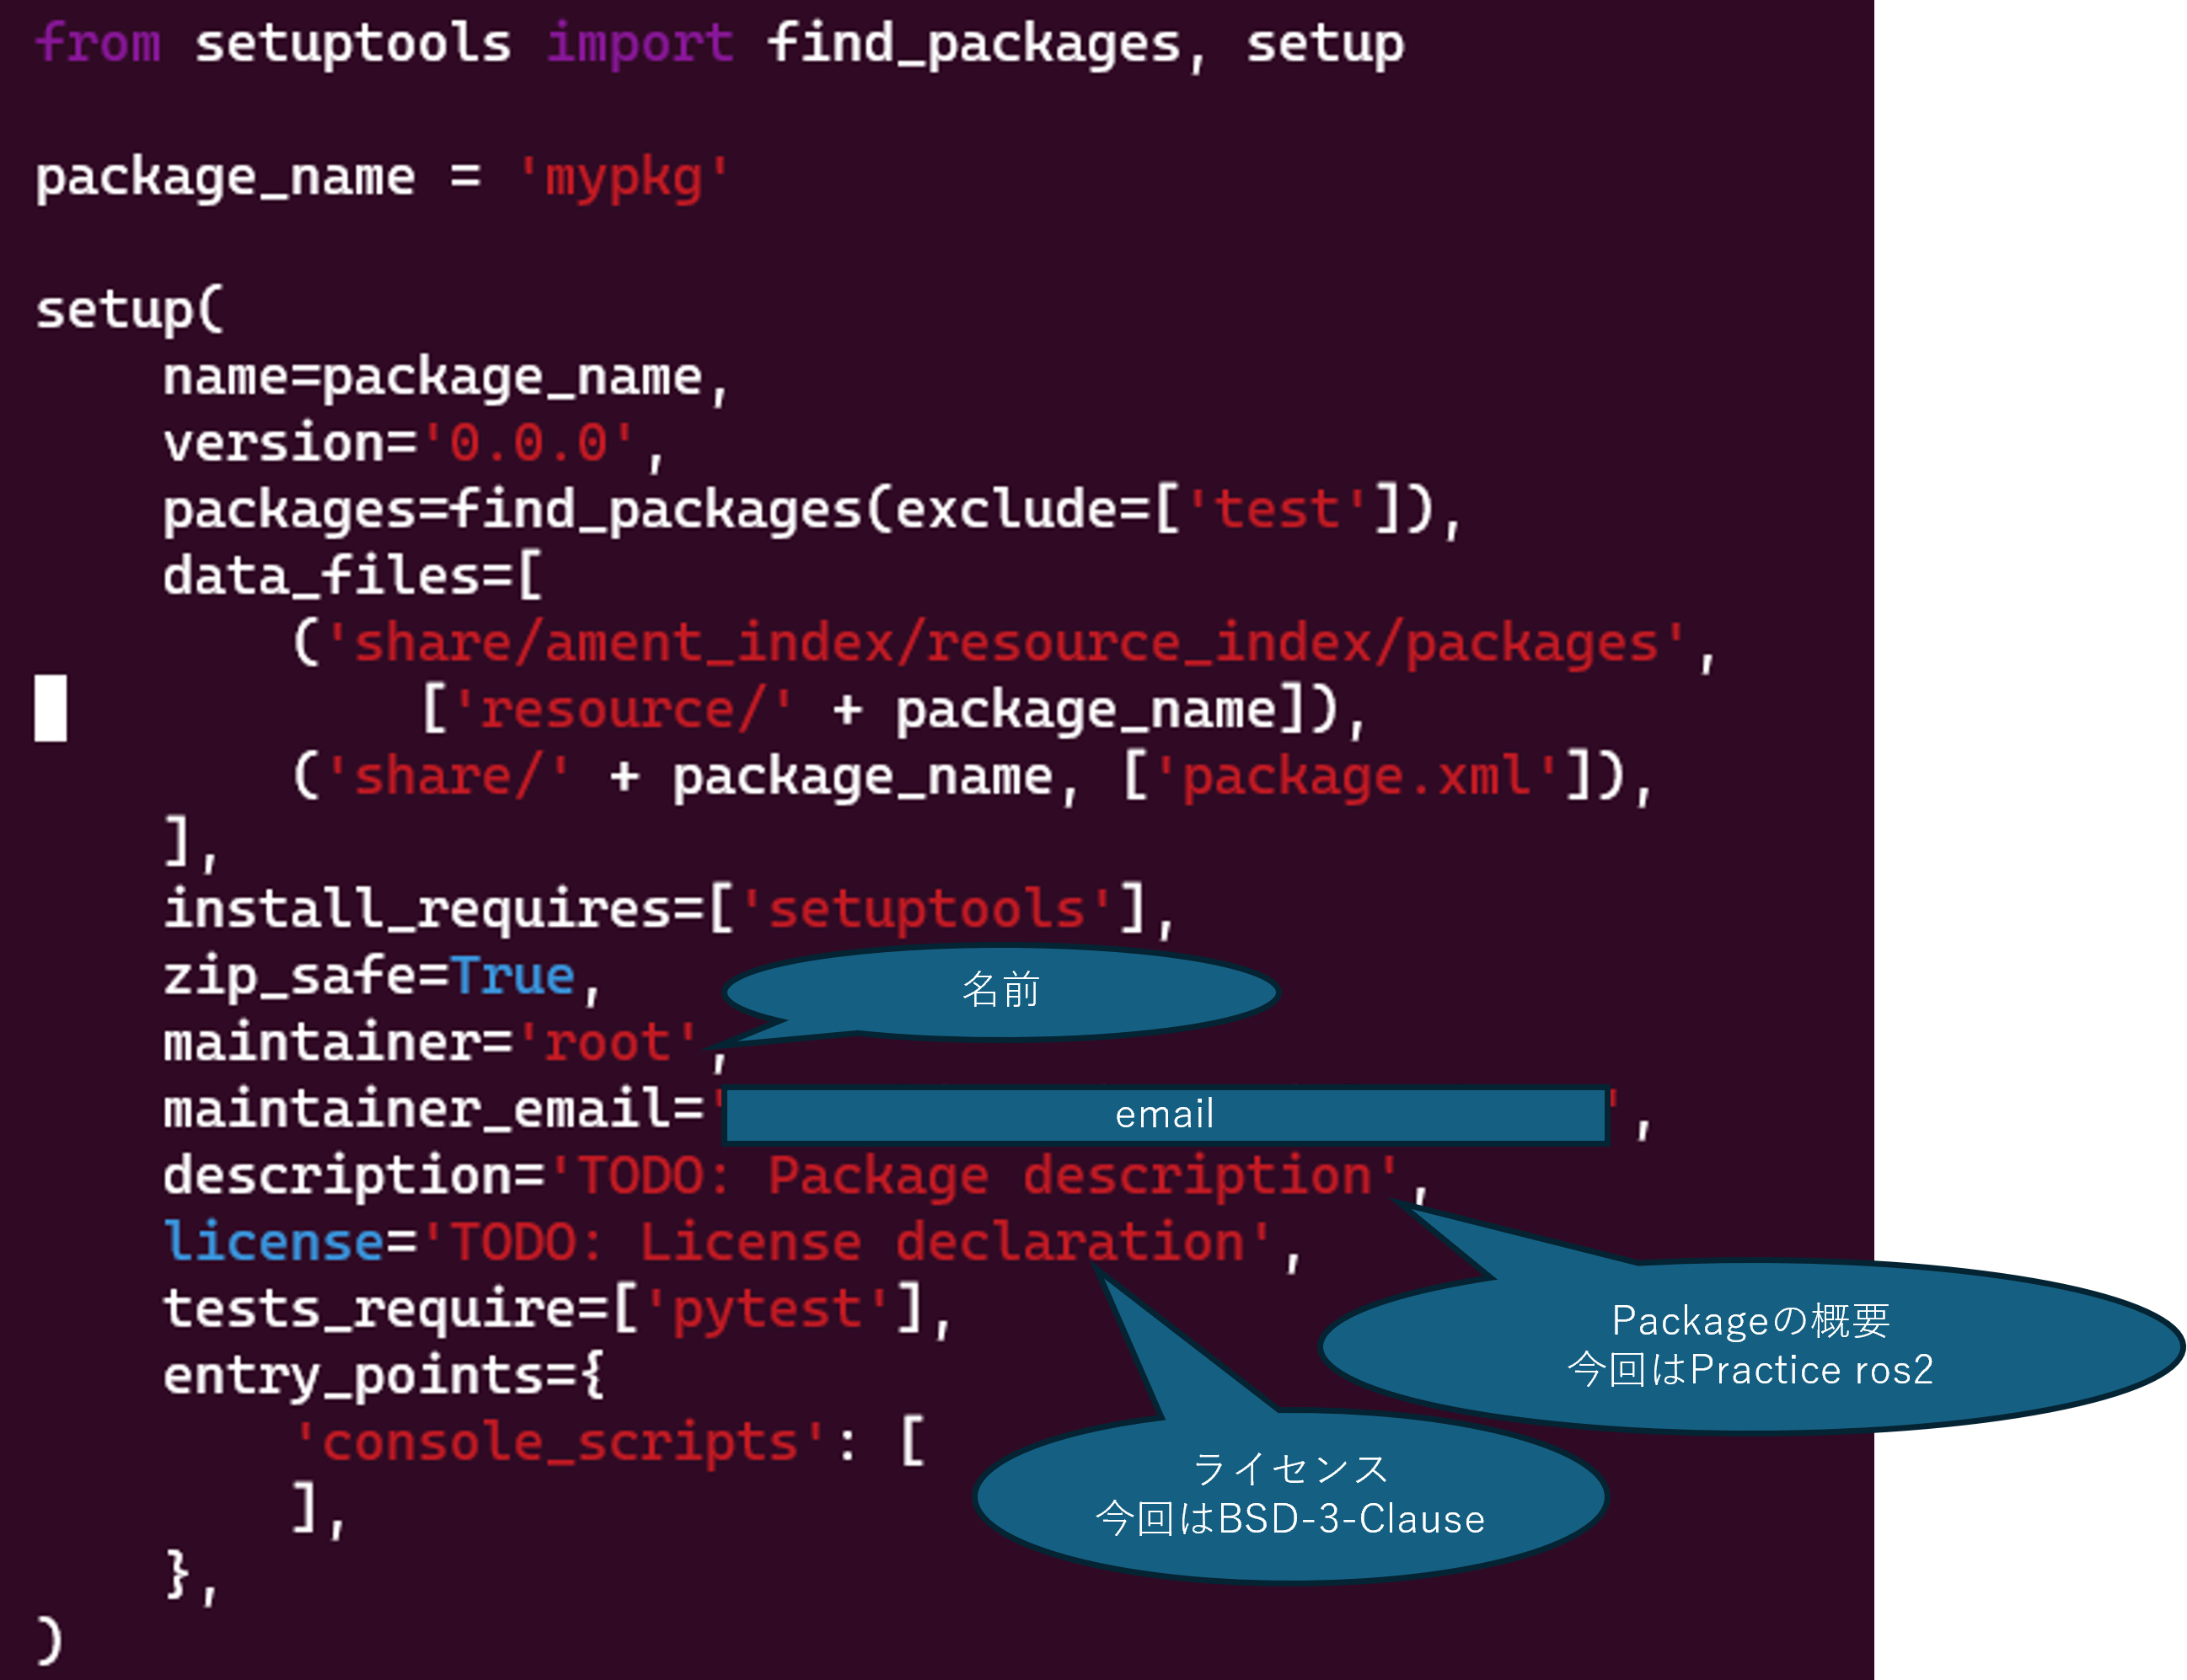 from setuptools import find_packages, setup
package_name = 'mypkg'
setup(
    name=package_name,
    version='0.0.0',
    packages=find_packages(exclude=['test']),
    data_files=[
        ('share/ament_index/resource_index/packages',
            ['resource/' + package_name]),
        ('share/' + package_name, ['package.xml']),
    ],
    install_requires=['setuptools'],
    zip_safe=True,
名前
    maintainer='root',
    maintainer_email='email',
    description='TODO: Package description',
    license='TODO: License declaration',
    tests_require=['pytest'],
Packageの概要
今回はPractice ros2
    entry_points={
        'console_scripts': [
        ],
ライセンス
今回はBSD-3-Clause
    },
)